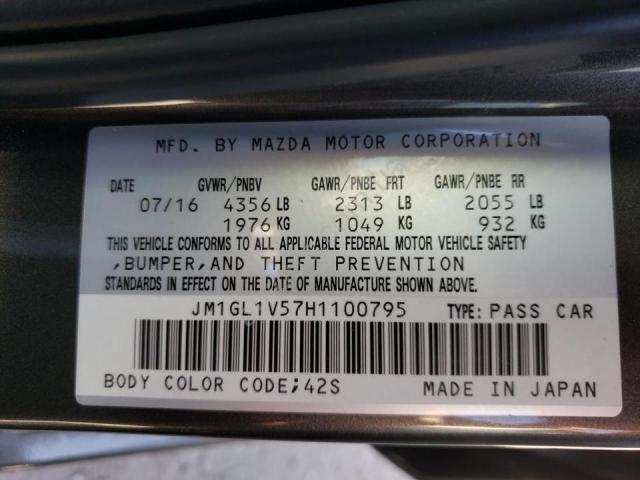 MFD. BY MAZDA MOTOR CORPORATION
DATE GVWR/PNBV GAWR/PNBE FRT GAWR/PNBE RR
07/16 4356 LB 2313 LB 2055 LB
1976 KG 1049 KG 932 KG
THIS VEHICLE CONFORMS TO ALL APPLICABLE FEDERAL MOTOR VEHICLE SAFETY
,BUMPER,AND THEFT PREVENTION
STANDARDS IN EFFECT ON THE DATE OF MANUFACTURE SHOWN ABOVE.
JM1GL1V57H1100795 TYPE: PASS CAR
BODY COLOR CODE;42S MADE IN JAPAN